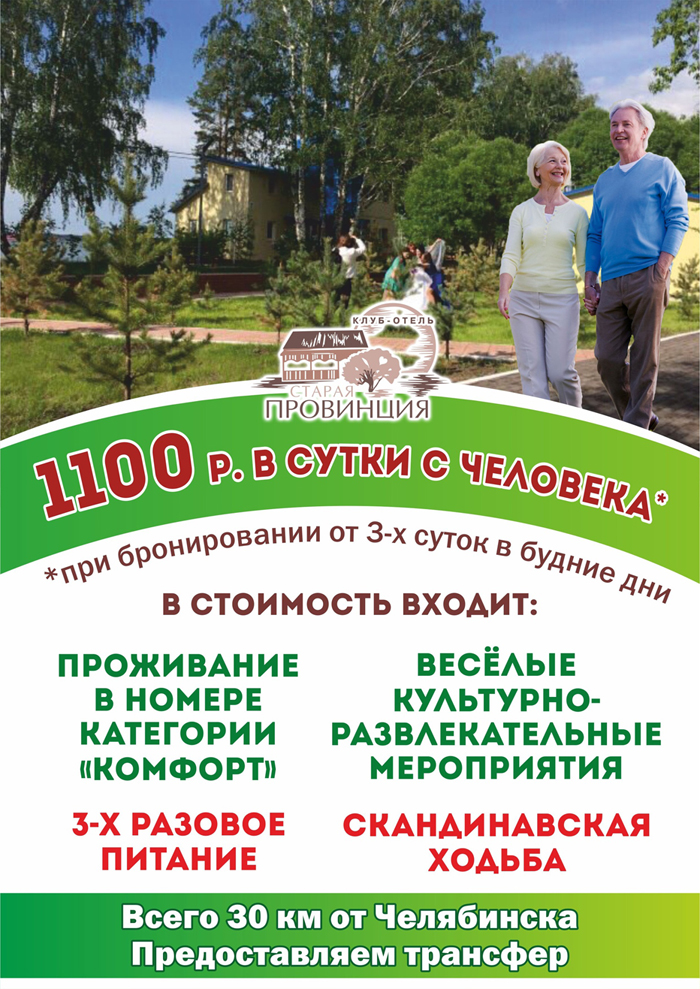 КЛУБ-ОТЕЛЬ
СТАРАЯ
ПРОВИНЦИЯ
1100 Р. В СУТКИ С ЧЕЛОВЕКА*
*при бронировании от 3-х суток в будние дни
В СТОИМОСТЬ ВХОДИТ:
ПРОЖИВАНИЕ
В НОМЕРЕ
КАТЕГОРИИ
«КОМФОРТ»
ВЕСЁЛЫЕ
КУЛЬТУРНО-
РАЗВЛЕКАТЕЛЬНЫЕ
МЕРОПРИЯТИЯ
3-Х РАЗОВОЕ
ПИТАНИЕ
СКАНДИНАВСКАЯ
ХОДЬБА
Всего 30 км от Челябинска
Предоставляем трансфер